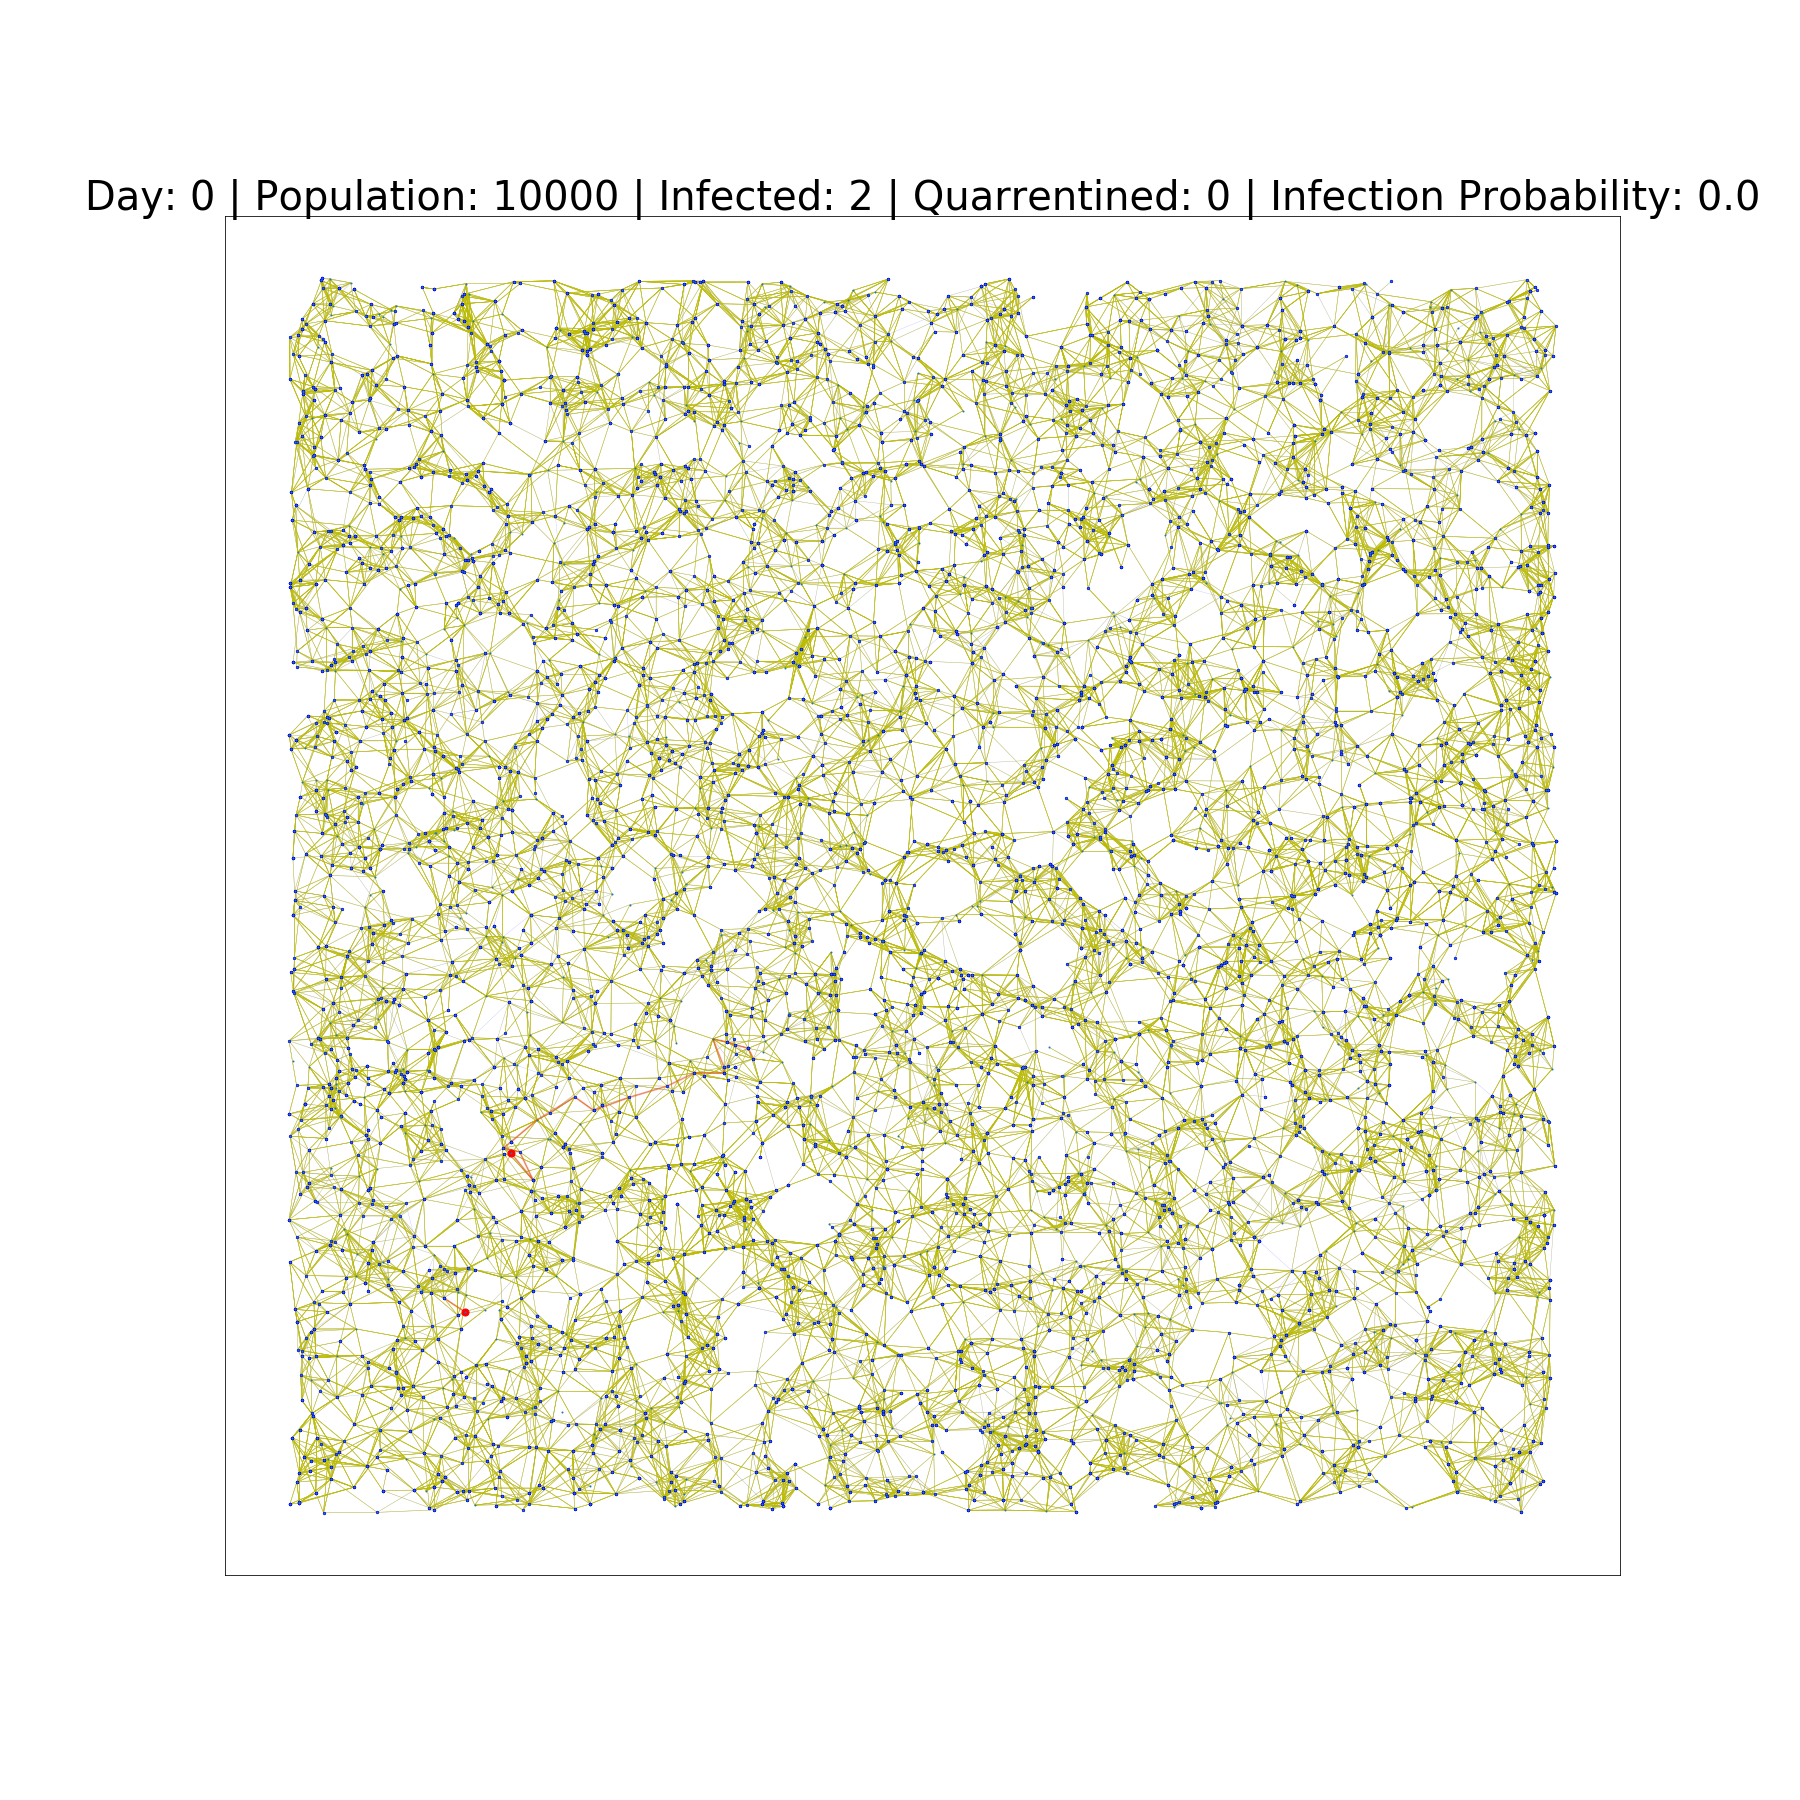 Day: 0 | Population: 10000 | Infected: 2 | Quarrentined: 0 | Infection Probability: 0.0